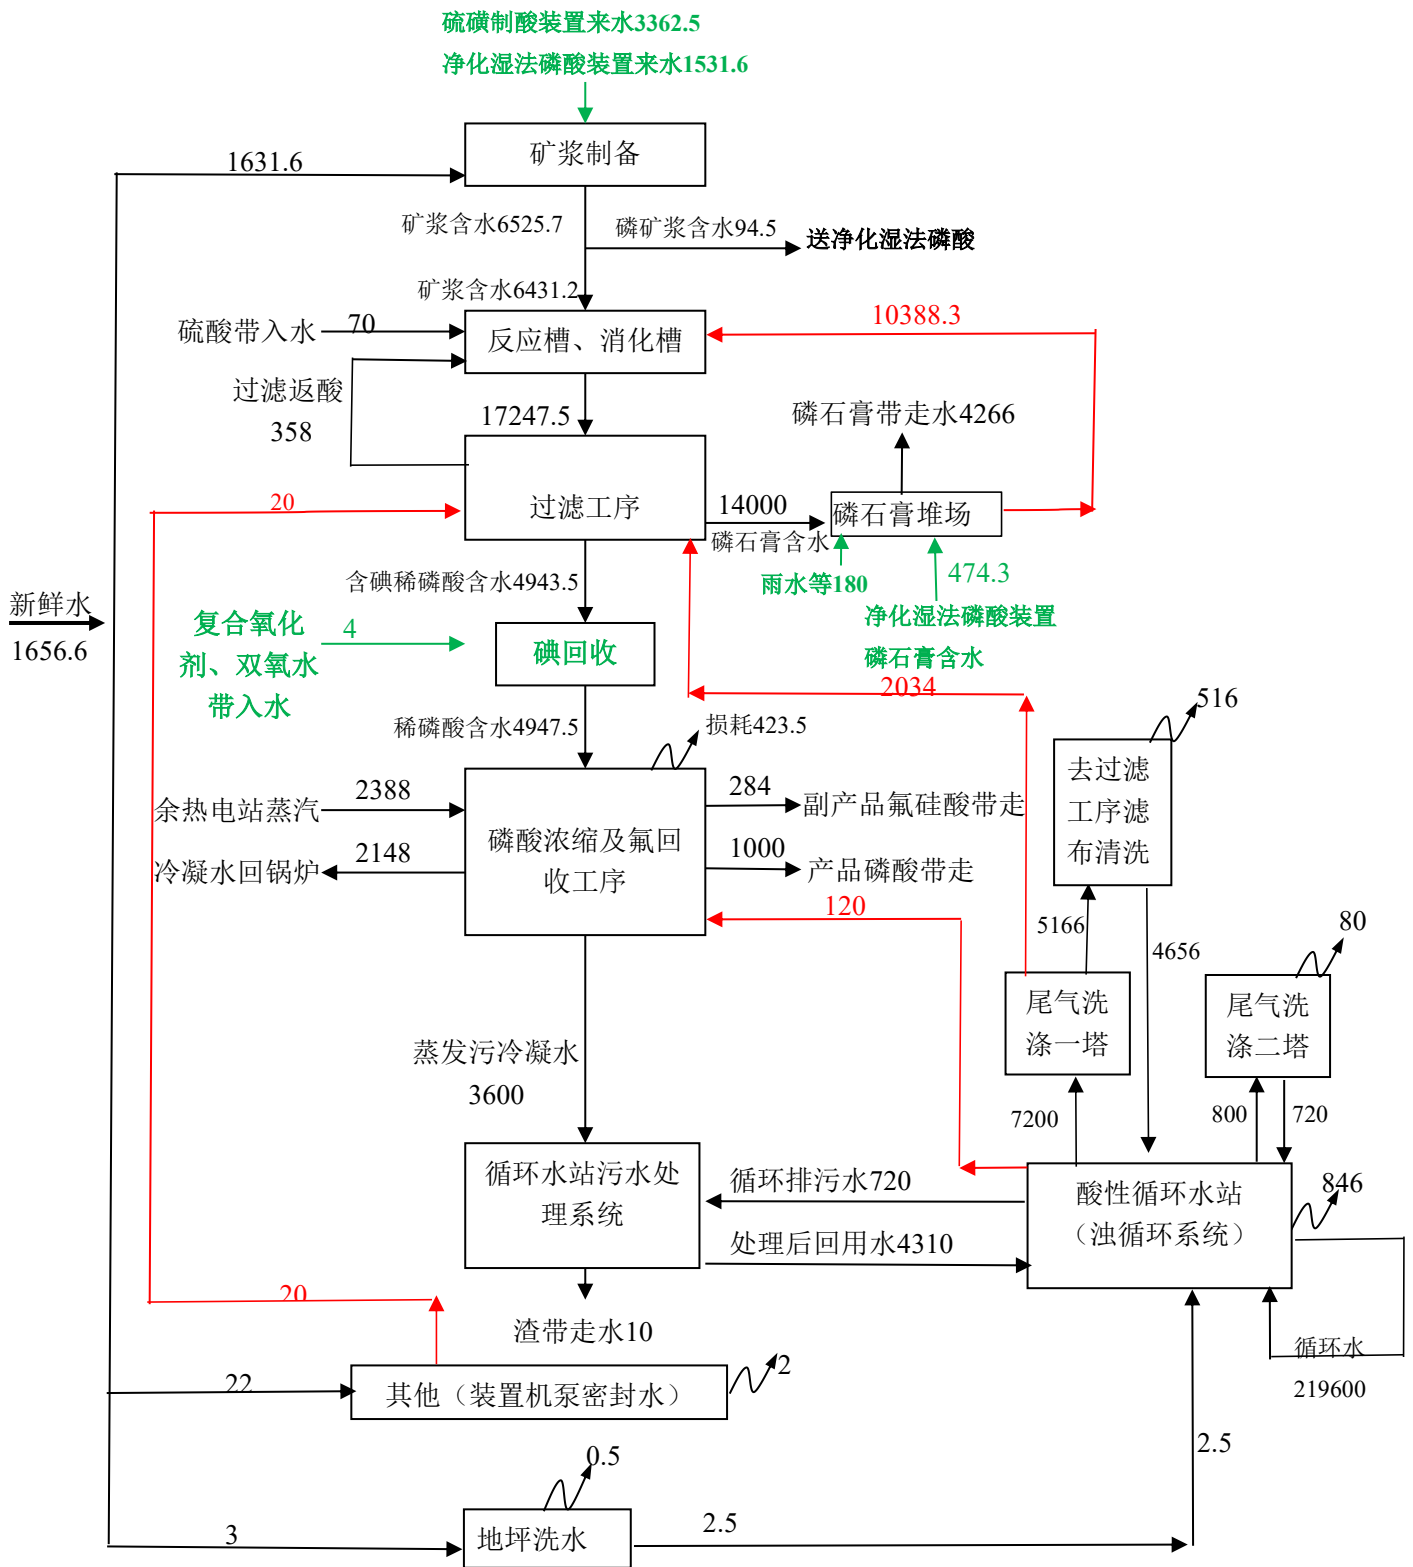 硫磺制酸装置来水3362.5
净化湿法磷酸装置来水1531.6
矿浆制备
1631.6
矿浆含水6525.7
磷矿浆含水94.5
送净化湿法磷酸
矿浆含水6431.2
硫酸带入水
70
反应槽、消化槽
10388.3
过滤返酸
358
17247.5
磷石膏带走水4266
20
过滤工序
14000
磷石膏含水
磷石膏堆场
含碘稀磷酸含水4943.5
雨水等180
474.3
净化湿法磷酸装置
磷石膏含水
新鲜水
1656.6
复合氧化
剂、双氧水
带入水
4
碘回收
2034
稀磷酸含水4947.5
损耗423.5
516
去过滤
工序滤
布清洗
余热电站蒸汽
2388
284
副产品氟硅酸带走
磷酸浓缩及氟回
收工序
冷凝水回锅炉
2148
1000
产品磷酸带走
120
5166
4656
80
尾气洗
涤一塔
尾气洗
涤二塔
蒸发污冷凝水
3600
7200
800
720
循环水站污水处
理系统
循环排污水720
处理后回用水4310
酸性循环水站
（浊循环系统）
846
20
渣带走水10
循环水
219600
22
其他（装置机泵密封水）
2
0.5
2.5
3
地坪洗水
2.5